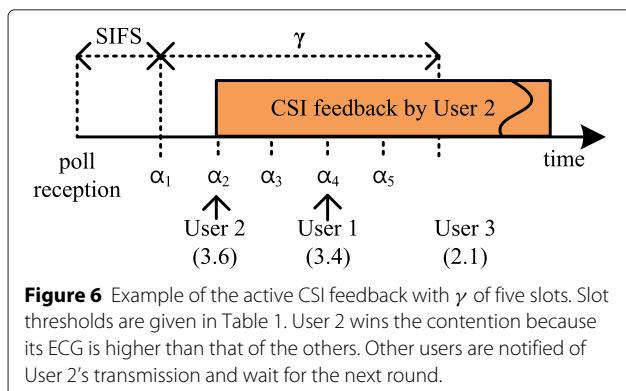 SIFS
γ
CSI feedback by User 2
poll
reception
α1 α2 α3 α4 α5
time
User 2
(3.6)
User 1
(3.4)
User 3
(2.1)
Figure 6 Example of the active CSI feedback with γ of five slots. Slot
thresholds are given in Table 1. User 2 wins the contention because
its ECG is higher than that of the others. Other users are notified of
User 2's transmission and wait for the next round.